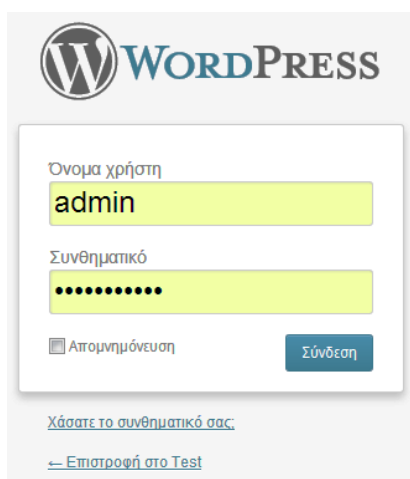 WORDPRESS
Όνομα χρήστη
admin
Συνθηματικό
•••••••••••
Απομνημόνευση
Σύνδεση
Χάσατε το συνθηματικό σας;
← Επιστροφή στο Test